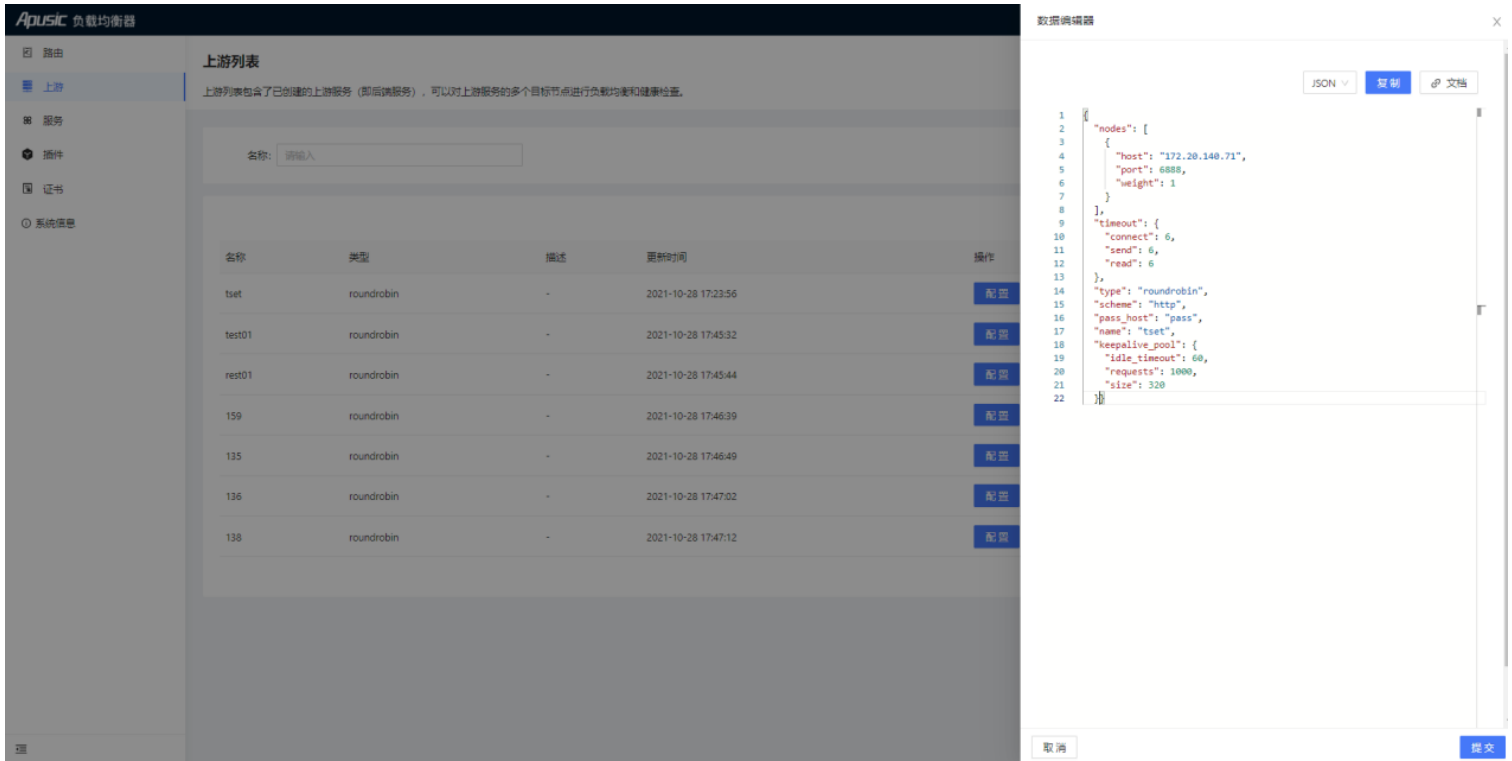 Apusic 负载均衡器
路由
上游
服务
插件
证书
系统信息
上游列表
上游列表包含了已创建的上游服务（即后端服务），可以对上游服务的多个目标节点进行负载均衡和健康检查。
名称: 请输入
名称 类型 描述 更新时间 操作
tset roundrobin - 2021-10-28 17:23:56 配置
test01 roundrobin - 2021-10-28 17:45:32 配置
rest01 roundrobin - 2021-10-28 17:45:44 配置
159 roundrobin - 2021-10-28 17:46:39 配置
135 roundrobin - 2021-10-28 17:46:49 配置
136 roundrobin - 2021-10-28 17:47:02 配置
138 roundrobin - 2021-10-28 17:47:12 配置
数据编辑器
JSON 复制 文档
1 {
2 "nodes": [
3 {
4 "host": "172.20.140.71",
5 "port": 6888,
6 "weight": 1
7 }
8 ],
9 "timeout": {
10 "connect": 6,
11 "send": 6,
12 "read": 6
13 },
14 "type": "roundrobin",
15 "scheme": "http",
16 "pass_host": "pass",
17 "name": "tset",
18 "keepalive_pool": {
19 "idle_timeout": 60,
20 "requests": 1000,
21 "size": 320
22 }}
取消 提交